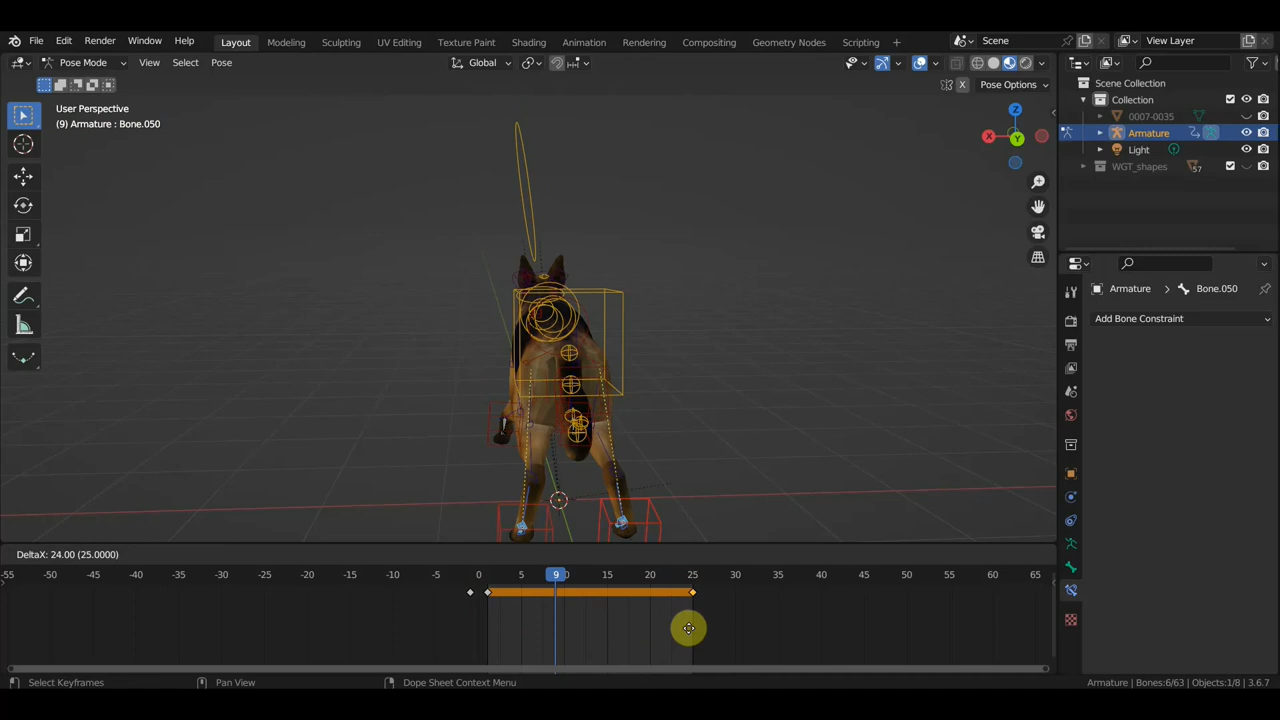 File Edit Render Window Help Layout Modeling Sculpting UV Editing Texture Paint Shading Animation Rendering Compositing Geometry Nodes Scripting + Scene View Layer
Pose Mode View Select Pose Global
X Pose Options
User Perspective
(9) Armature : Bone.050
Z
X
Y
Scene Collection
Collection
0007-0035
Armature
Light
WGT_shapes 57
Armature > Bone.050
Add Bone Constraint
DeltaX: 24.00 (25.0000)
-55 -50 -45 -40 -35 -30 -25 -20 -15 -10 -5 0 5 9 0 15 20 25 30 35 40 45 50 55 60 65
Select Keyframes Pan View Dope Sheet Context Menu Armature | Bones:6/63 | Objects:1/8 | 3.6.7